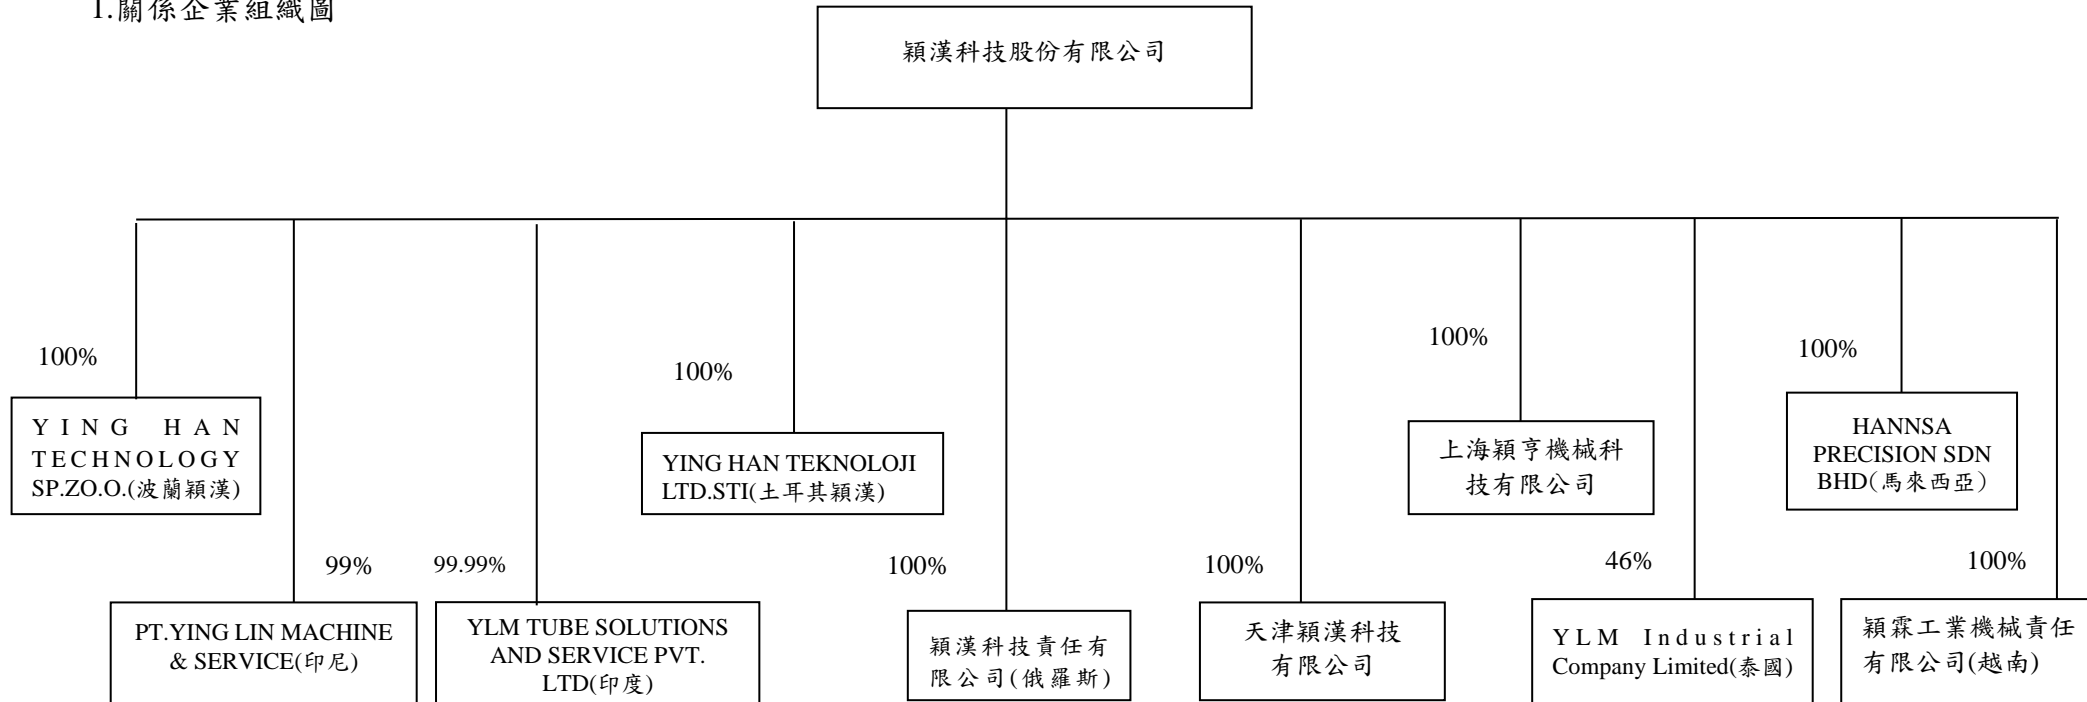 1.關係企業組織圖
穎漢科技股份有限公司
100%
YING HAN
TECHNOLOGY
SP.ZO.O.(波蘭穎漢)
99%
PT.YING LIN MACHINE
& SERVICE(印尼)
99.99%
YLM TUBE SOLUTIONS
AND SERVICE PVT.
LTD(印度)
100%
YING HAN TEKNOLOJI
LTD.STI(土耳其穎漢)
100%
穎漢科技責任有
限公司(俄羅斯)
100%
天津穎漢科技
有限公司
100%
上海穎亨機械科
技有限公司
46%
YLM Industrial
Company Limited(泰國)
100%
HANNSA
PRECISION SDN
BHD(馬來西亞)
100%
穎霖工業機械責任
有限公司(越南)